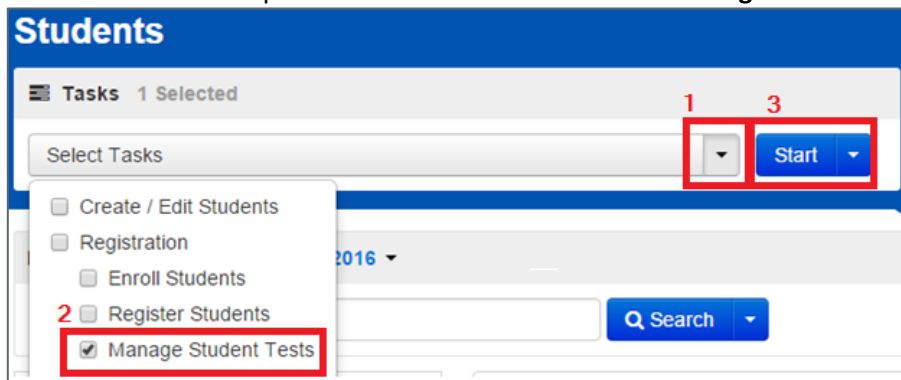 Students
Tasks 1 Selected
1 3
Select Tasks Start
Create / Edit Students
Registration
2016
Enroll Students
2 Register Students
Search
Manage Student Tests